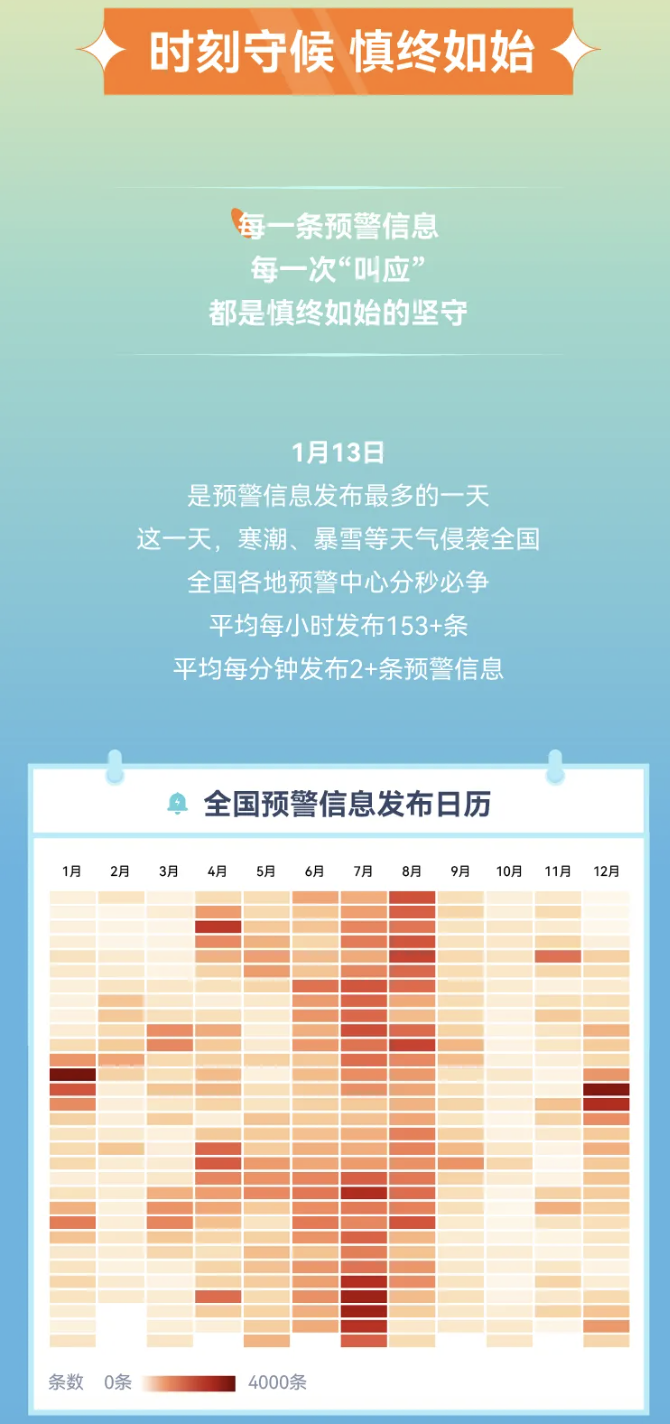 时刻守候 慎终如始
每一条预警信息
每一次“叫应”
都是慎终如始的坚守
1月13日
是预警信息发布最多的一天
这一天，寒潮、暴雪等天气侵袭全国
全国各地预警中心分秒必争
平均每小时发布153+条
平均每分钟发布2+条预警信息
全国预警信息发布日历
1月 2月 3月 4月 5月 6月 7月 8月 9月 10月 11月 12月
条数 0条 4000条